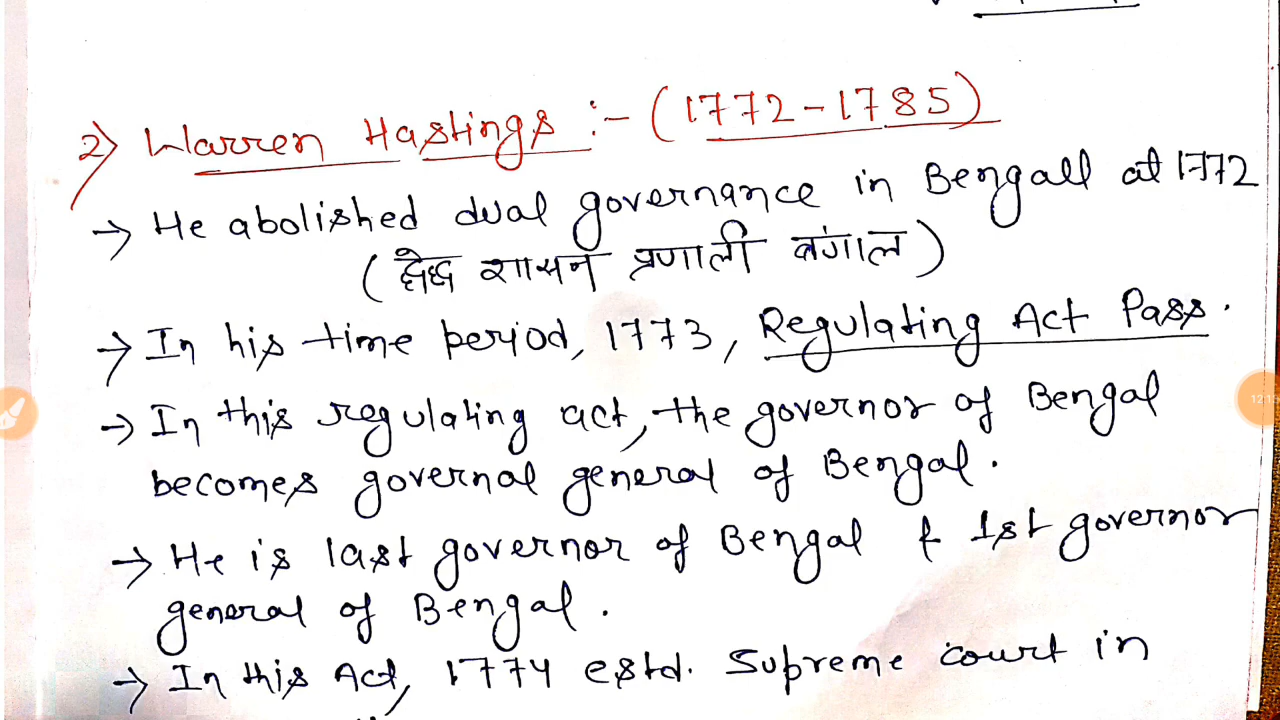 2) Warren Hastings :- (1772-1785)
→ He abolished dual governance in Bengall at 1772
(द्वैध शासन प्रणाली बंगाल)
→ In his time period, 1773, Regulating Act Pass.
→ In this regulating act, the governor of Bengal
becomes governal general of Bengal.
→ He is last governor of Bengal & 1st governor
general of Bengal.
→ In this Act, 1774 estd. Supreme court in
12:15